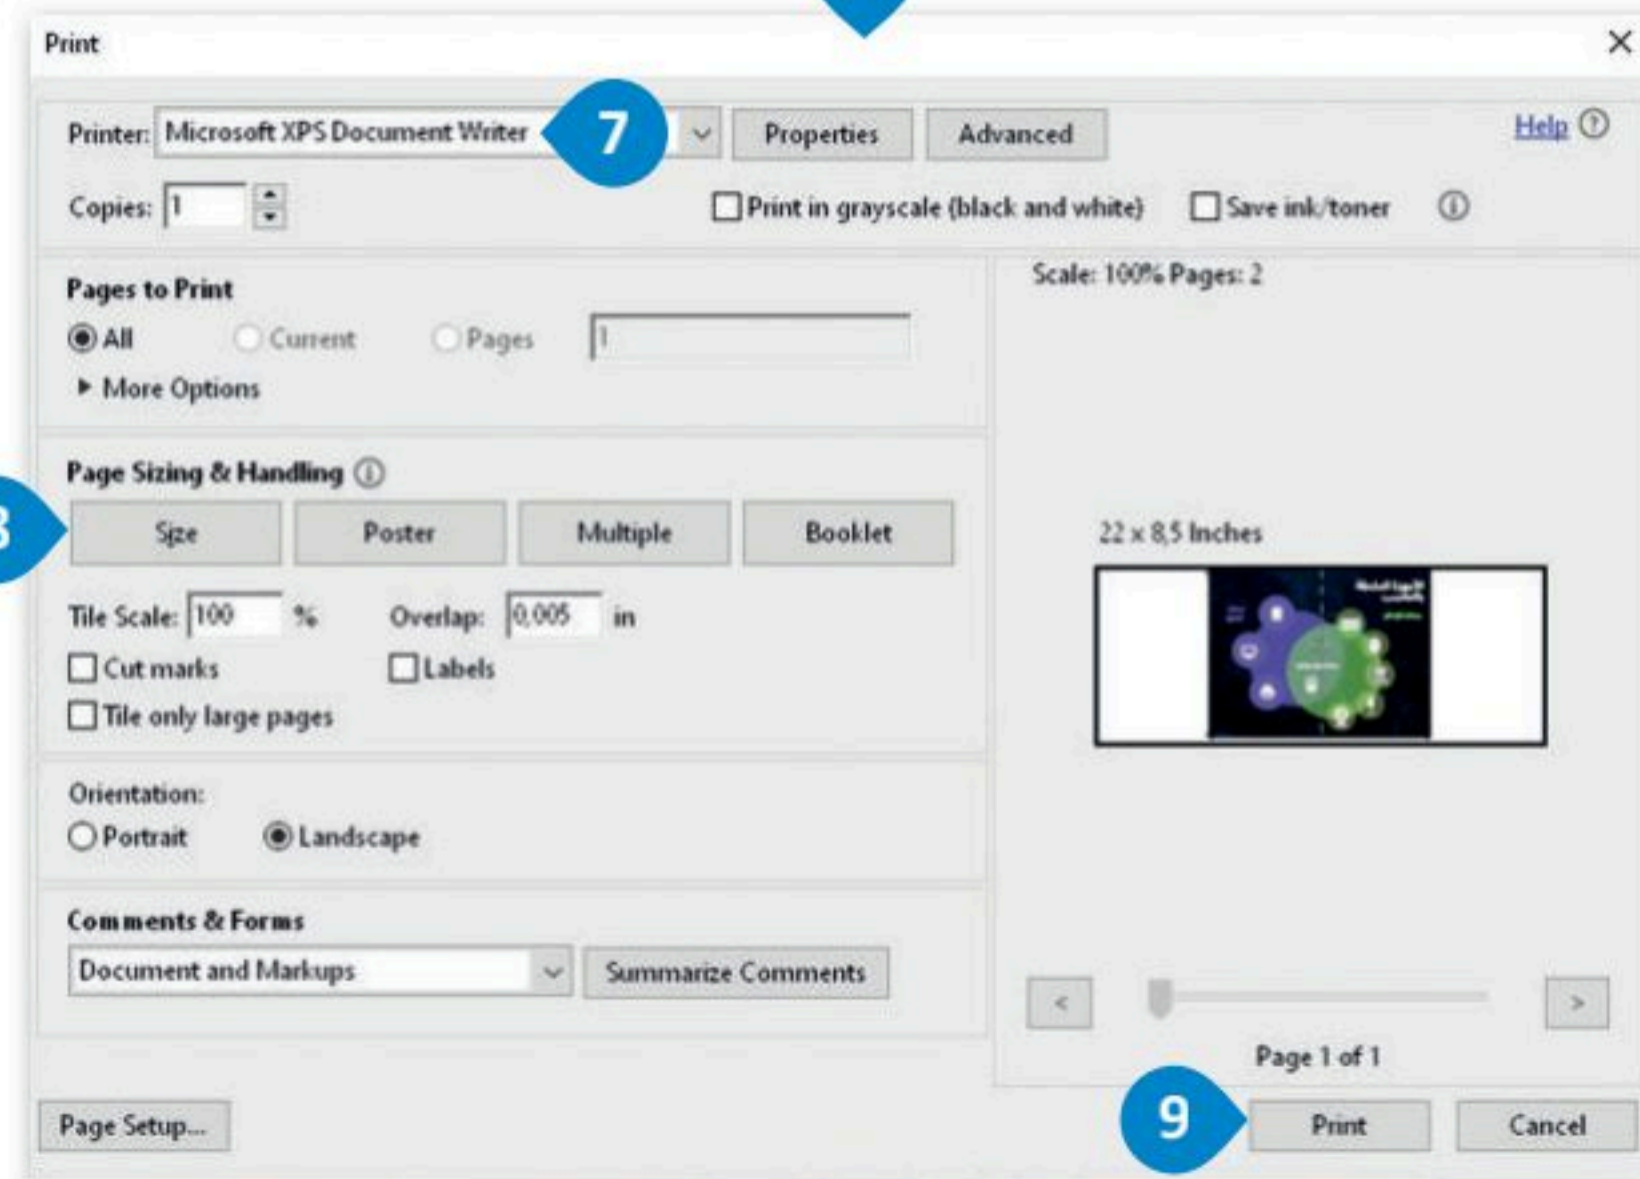 Print
Printer: Microsoft XPS Document Writer 7 Properties Advanced Help
Copies: 1 Print in grayscale (black and white) Save ink/toner
Pages to Print
Scale: 100% Pages: 2
All Current Pages 1
More Options
Page Sizing & Handling
Size Poster Multiple Booklet
22 x 8,5 Inches
Tile Scale: 100 % Overlap: 0,005 in
Cut marks Labels
Tile only large pages
Orientation:
Portrait Landscape
Comments & Forms
Document and Markups Summarize Comments
< >
Page 1 of 1
Page Setup... 9 Print Cancel